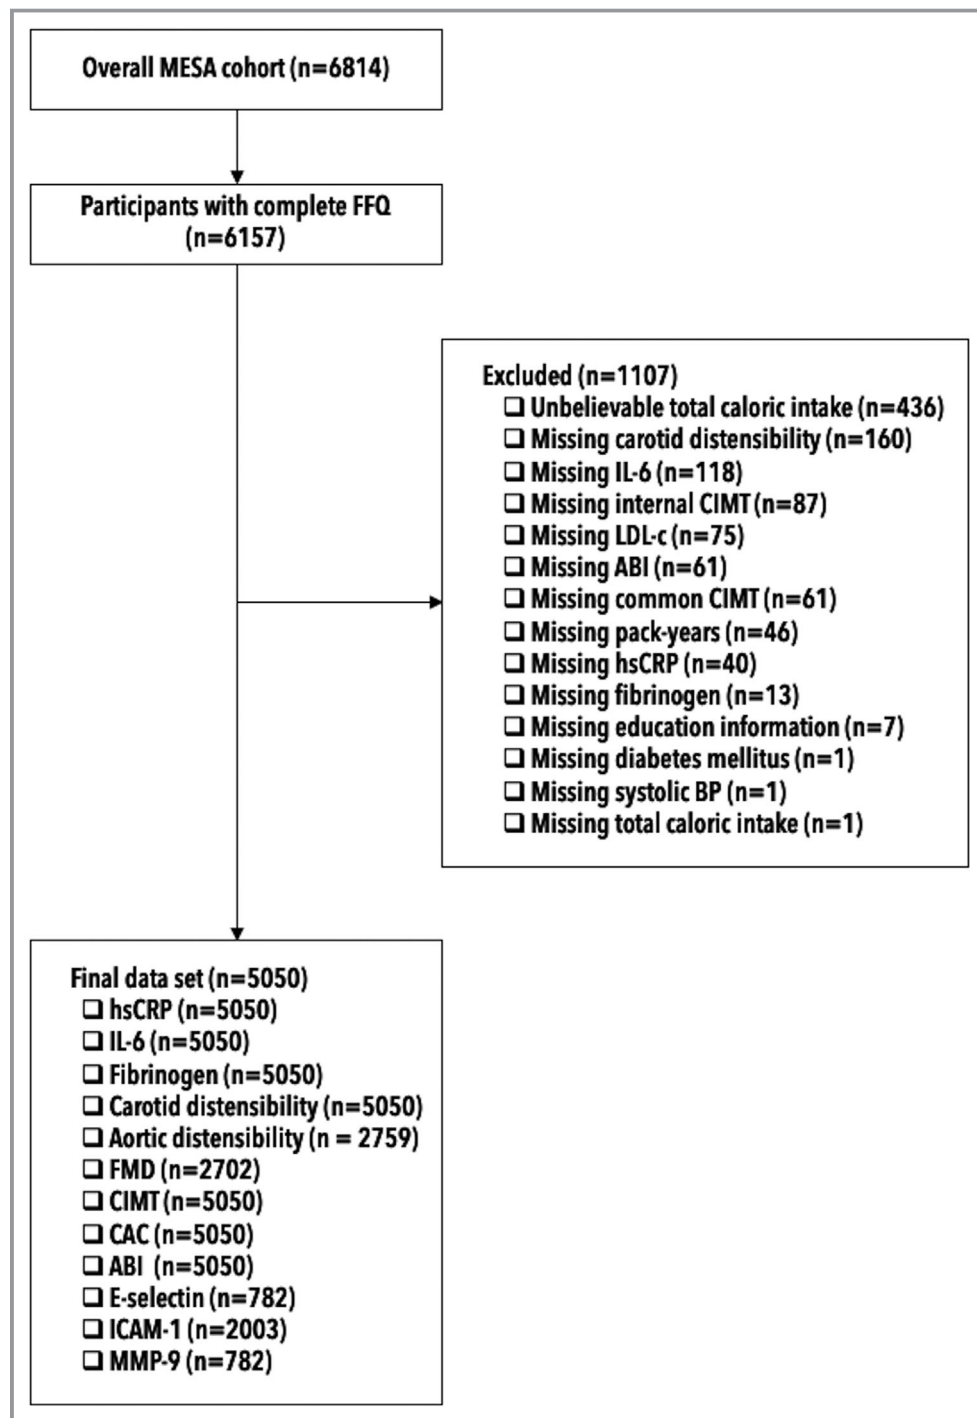 Overall MESA cohort (n=6814)
Participants with complete FFQ
(n=6157)
Excluded (n=1107)
❑ Unbelievable total caloric intake (n=436)
❑ Missing carotid distensibility (n=160)
❑ Missing IL-6 (n=118)
❑ Missing internal CIMT (n=87)
❑ Missing LDL-c (n=75)
❑ Missing ABI (n=61)
❑ Missing common CIMT (n=61)
❑ Missing pack-years (n=46)
❑ Missing hsCRP (n=40)
❑ Missing fibrinogen (n=13)
❑ Missing education information (n=7)
❑ Missing diabetes mellitus (n=1)
❑ Missing systolic BP (n=1)
❑ Missing total caloric intake (n=1)
Final data set (n=5050)
❑ hsCRP (n=5050)
❑ IL-6 (n=5050)
❑ Fibrinogen (n=5050)
❑ Carotid distensibility (n=5050)
❑ Aortic distensibility (n = 2759)
❑ FMD (n=2702)
❑ CIMT (n=5050)
❑ CAC (n=5050)
❑ ABI (n=5050)
❑ E-selectin (n=782)
❑ ICAM-1 (n=2003)
❑ MMP-9 (n=782)